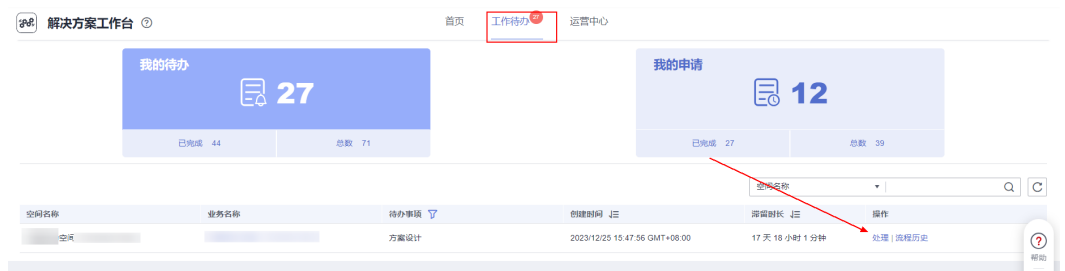 解决方案工作台 ?
首页 工作待办 27 运营中心
我的待办
27
已完成 44 总数 71
我的申请
12
已完成 27 总数 39
空间名称
空间名称 业务名称 待办事项 创建时间 滞留时长 操作
空间 方案设计 2023/12/25 15:47:56 GMT+08:00 17 天 18 小时 1 分钟 处理 | 流程历史
?
帮助